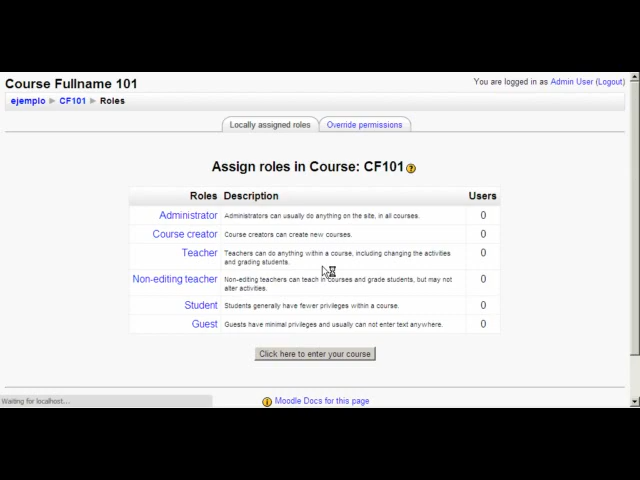 Course Fullname 101
You are logged in as Admin User (Logout)
ejemplo ► CF101 ► Roles
Locally assigned roles Override permissions
Assign roles in Course: CF101
Roles Description Users
Administrator Administrators can usually do anything on the site, in all courses. 0
Course creator Course creators can create new courses. 0
Teacher Teachers can do anything within a course, including changing the activities 0
and grading students.
Non-editing teacher Non-editing teachers can teach in courses and grade students, but may not 0
alter activities.
Student Students generally have fewer privileges within a course. 0
Guest Guests have minimal privileges and usually can not enter text anywhere. 0
Click here to enter your course
Moodle Docs for this page
Waiting for localhost...